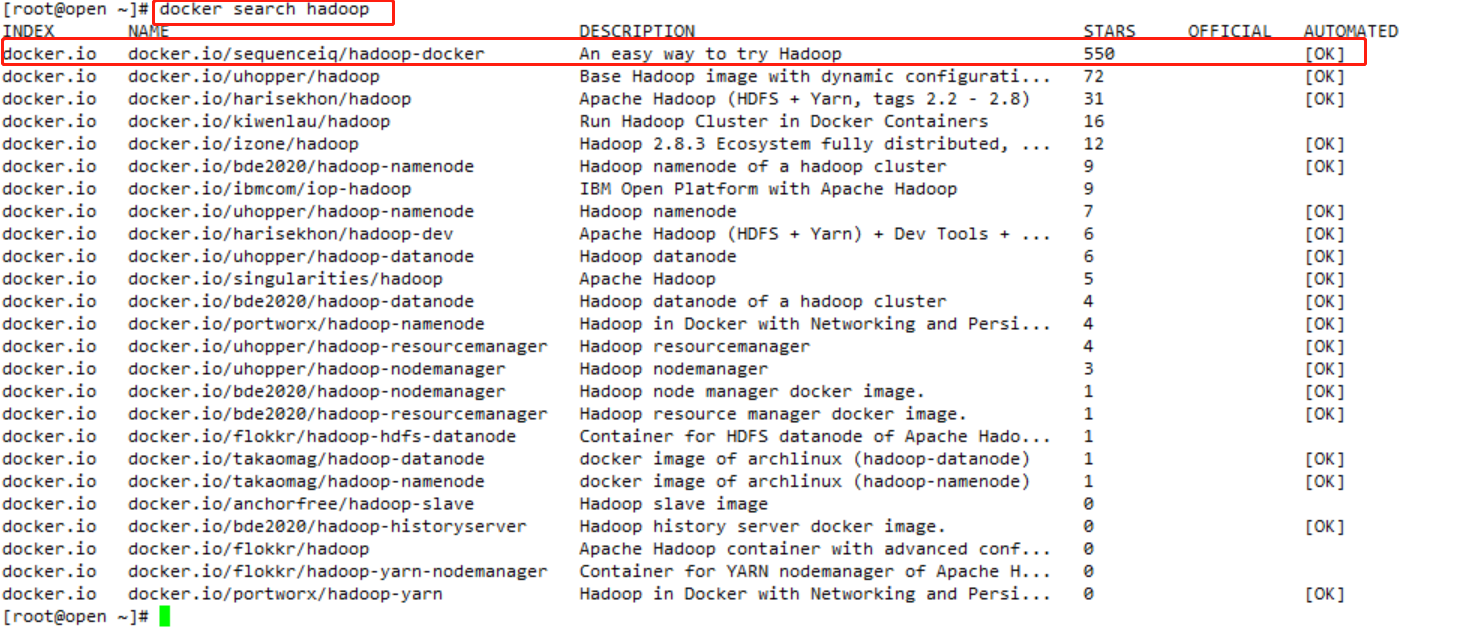 [root@open ~]# docker search hadoop
INDEX NAME DESCRIPTION STARS OFFICIAL AUTOMATED
docker.io docker.io/sequenceiq/hadoop-docker An easy way to try Hadoop 550 [OK]
docker.io docker.io/uhopper/hadoop Base Hadoop image with dynamic configurati... 72 [OK]
docker.io docker.io/harisekhon/hadoop Apache Hadoop (HDFS + Yarn, tags 2.2 - 2.8) 31 [OK]
docker.io docker.io/kiwenlau/hadoop Run Hadoop Cluster in Docker Containers 16
docker.io docker.io/izone/hadoop Hadoop 2.8.3 Ecosystem fully distributed, ... 12 [OK]
docker.io docker.io/bde2020/hadoop-namenode Hadoop namenode of a hadoop cluster 9 [OK]
docker.io docker.io/ibmcom/iop-hadoop IBM Open Platform with Apache Hadoop 9
docker.io docker.io/uhopper/hadoop-namenode Hadoop namenode 7 [OK]
docker.io docker.io/harisekhon/hadoop-dev Apache Hadoop (HDFS + Yarn) + Dev Tools + ... 6 [OK]
docker.io docker.io/uhopper/hadoop-datanode Hadoop datanode 6 [OK]
docker.io docker.io/singularities/hadoop Apache Hadoop 5 [OK]
docker.io docker.io/bde2020/hadoop-datanode Hadoop datanode of a hadoop cluster 4 [OK]
docker.io docker.io/portworx/hadoop-namenode Hadoop in Docker with Networking and Persi... 4 [OK]
docker.io docker.io/uhopper/hadoop-resourcemanager Hadoop resourcemanager 4 [OK]
docker.io docker.io/uhopper/hadoop-nodemanager Hadoop nodemanager 3 [OK]
docker.io docker.io/bde2020/hadoop-nodemanager Hadoop node manager docker image. 1 [OK]
docker.io docker.io/bde2020/hadoop-resourcemanager Hadoop resource manager docker image. 1 [OK]
docker.io docker.io/flokkr/hadoop-hdfs-datanode Container for HDFS datanode of Apache Hado... 1
docker.io docker.io/takaomag/hadoop-datanode docker image of archlinux (hadoop-datanode) 1 [OK]
docker.io docker.io/takaomag/hadoop-namenode docker image of archlinux (hadoop-namenode) 1 [OK]
docker.io docker.io/anchorfree/hadoop-slave Hadoop slave image 0
docker.io docker.io/bde2020/hadoop-historyserver Hadoop history server docker image. 0 [OK]
docker.io docker.io/flokkr/hadoop Apache Hadoop container with advanced conf... 0
docker.io docker.io/flokkr/hadoop-yarn-nodemanager Container for YARN nodemanager of Apache H... 0
docker.io docker.io/portworx/hadoop-yarn Hadoop in Docker with Networking and Persi... 0 [OK]
[root@open ~]#